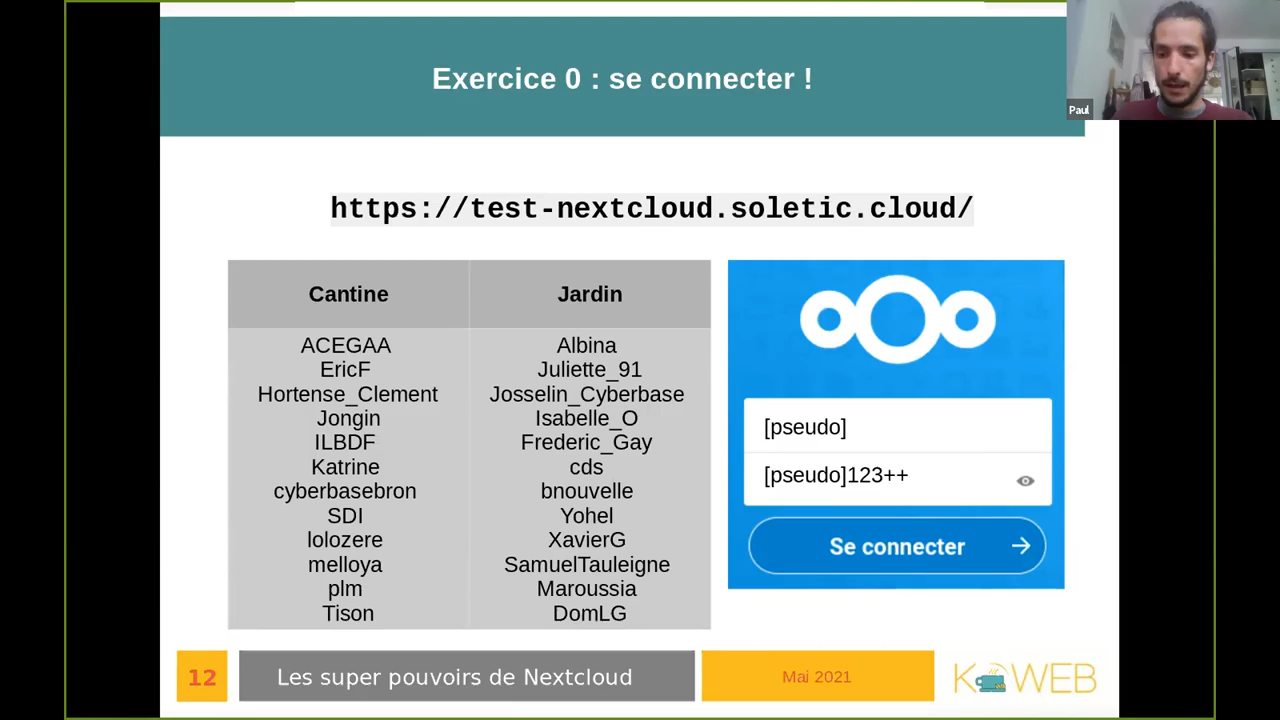 Exercice 0 : se connecter !
Paul
https://test-nextcloud.soletic.cloud/
Cantine
ACEGAA
EricF
Hortense_Clement
Jongin
ILBDF
Katrine
cyberbasebron
SDI
lolozere
melloya
plm
Tison
Jardin
Albina
Juliette_91
Josselin_Cyberbase
Isabelle_O
Frederic_Gay
cds
bnouvelle
Yohel
XavierG
SamuelTauleigne
Maroussia
DomLG
[pseudo]
[pseudo]123++
Se connecter
12
Les super pouvoirs de Nextcloud
Mai 2021
K WEB